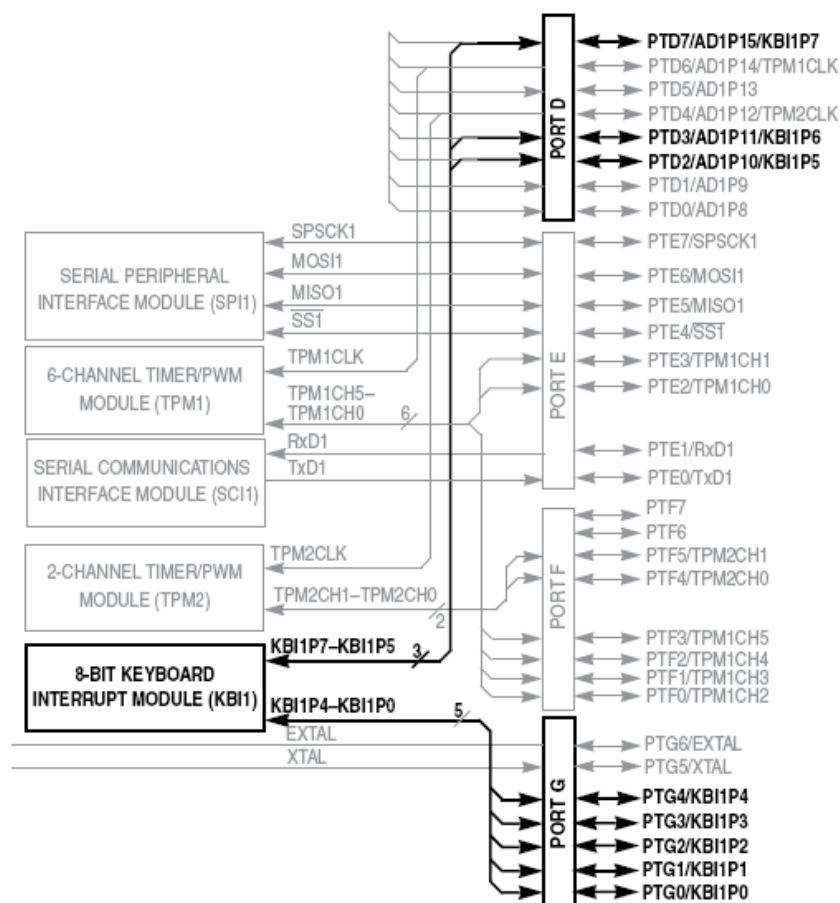 PORT D
PTD7/AD1P15/KBI1P7
PTD6/AD1P14/TPM1CLK
PTD5/AD1P13
PTD4/AD1P12/TPM2CLK
PTD3/AD1P11/KBI1P6
PTD2/AD1P10/KBI1P5
PTD1/AD1P9
PTD0/AD1P8
SERIAL PERIPHERAL
INTERFACE MODULE (SPI1)
SPSCK1
MOSI1
MISO1
SS1
6-CHANNEL TIMER/PWM
MODULE (TPM1)
TPM1CLK
TPM1CH5–
TPM1CH0
6
SERIAL COMMUNICATIONS
INTERFACE MODULE (SCI1)
RxD1
TxD1
PORT E
PTE7/SPSCK1
PTE6/MOSI1
PTE5/MISO1
PTE4/SS1
PTE3/TPM1CH1
PTE2/TPM1CH0
PTE1/RxD1
PTE0/TxD1
2-CHANNEL TIMER/PWM
MODULE (TPM2)
TPM2CLK
TPM2CH1–TPM2CH0
2
PORT F
PTF7
PTF6
PTF5/TPM2CH1
PTF4/TPM2CH0
PTF3/TPM1CH5
PTF2/TPM1CH4
PTF1/TPM1CH3
PTF0/TPM1CH2
8-BIT KEYBOARD
INTERRUPT MODULE (KBI1)
KBI1P7–KBI1P5
3
KBI1P4–KBI1P0
5
EXTAL
XTAL
PORT G
PTG6/EXTAL
PTG5/XTAL
PTG4/KBI1P4
PTG3/KBI1P3
PTG2/KBI1P2
PTG1/KBI1P1
PTG0/KBI1P0